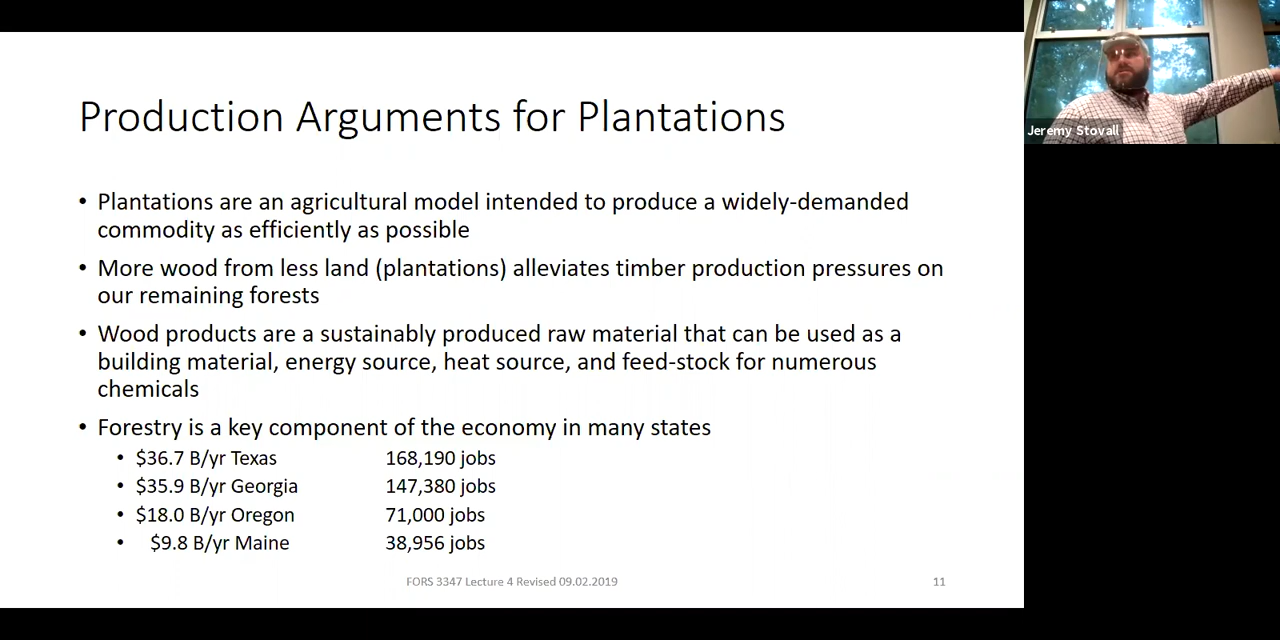 Production Arguments for Plantations
• Plantations are an agricultural model intended to produce a widely-demanded
commodity as efficiently as possible
• More wood from less land (plantations) alleviates timber production pressures on
our remaining forests
• Wood products are a sustainably produced raw material that can be used as a
building material, energy source, heat source, and feed-stock for numerous
chemicals
• Forestry is a key component of the economy in many states
• $36.7 B/yr Texas 168,190 jobs
• $35.9 B/yr Georgia 147,380 jobs
• $18.0 B/yr Oregon 71,000 jobs
• $9.8 B/yr Maine 38,956 jobs
FORS 3347 Lecture 4 Revised 09.02.2019 11
Jeremy Stovall